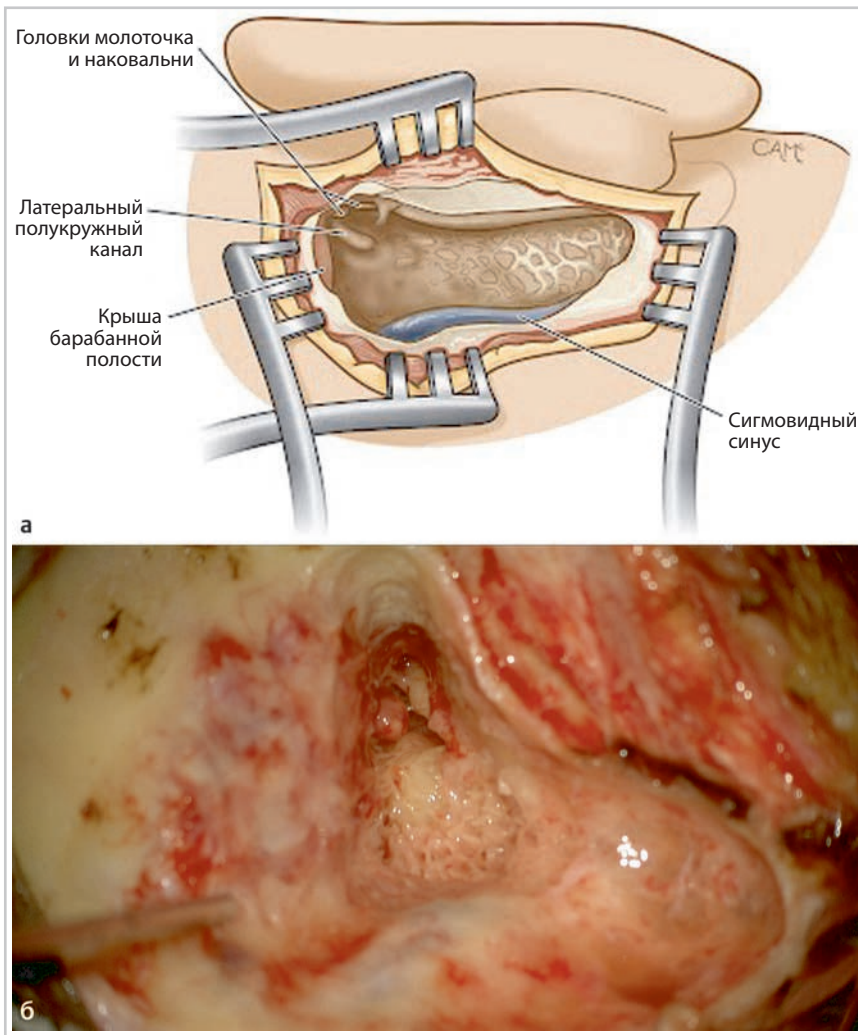 Головки молоточка
и наковальни
CAM
Латеральный
полукружный
канал
Крыша
барабанной
полости
Сигмовидный
синус
а
б